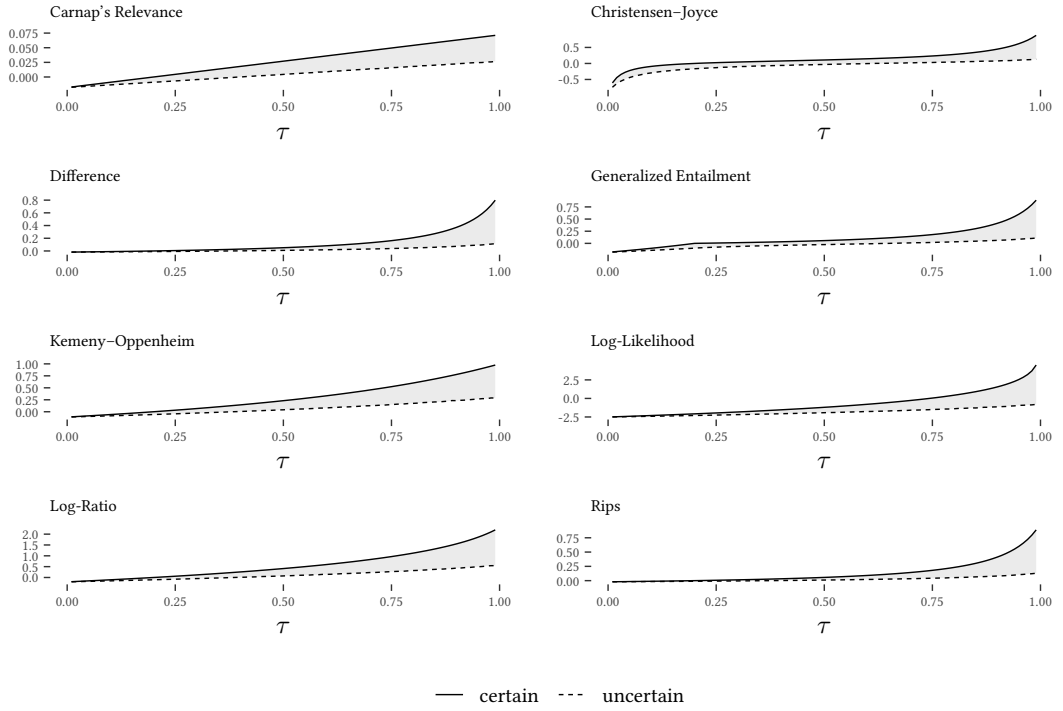 Carnap's Relevance
0.075
0.050
0.025
0.000
0.00 0.25 0.50 0.75 1.00
τ
Christensen–Joyce
0.5
0.0
-0.5
0.00 0.25 0.50 0.75 1.00
τ
Difference
0.8
0.6
0.4
0.2
0.0
0.00 0.25 0.50 0.75 1.00
τ
Generalized Entailment
0.75
0.50
0.25
0.00
0.00 0.25 0.50 0.75 1.00
τ
Kemeny–Oppenheim
1.00
0.75
0.50
0.25
0.00
0.00 0.25 0.50 0.75 1.00
τ
Log-Likelihood
2.5
0.0
-2.5
0.00 0.25 0.50 0.75 1.00
τ
Log-Ratio
2.0
1.5
1.0
0.5
0.0
0.00 0.25 0.50 0.75 1.00
τ
Rips
0.75
0.50
0.25
0.00
0.00 0.25 0.50 0.75 1.00
τ
certain uncertain